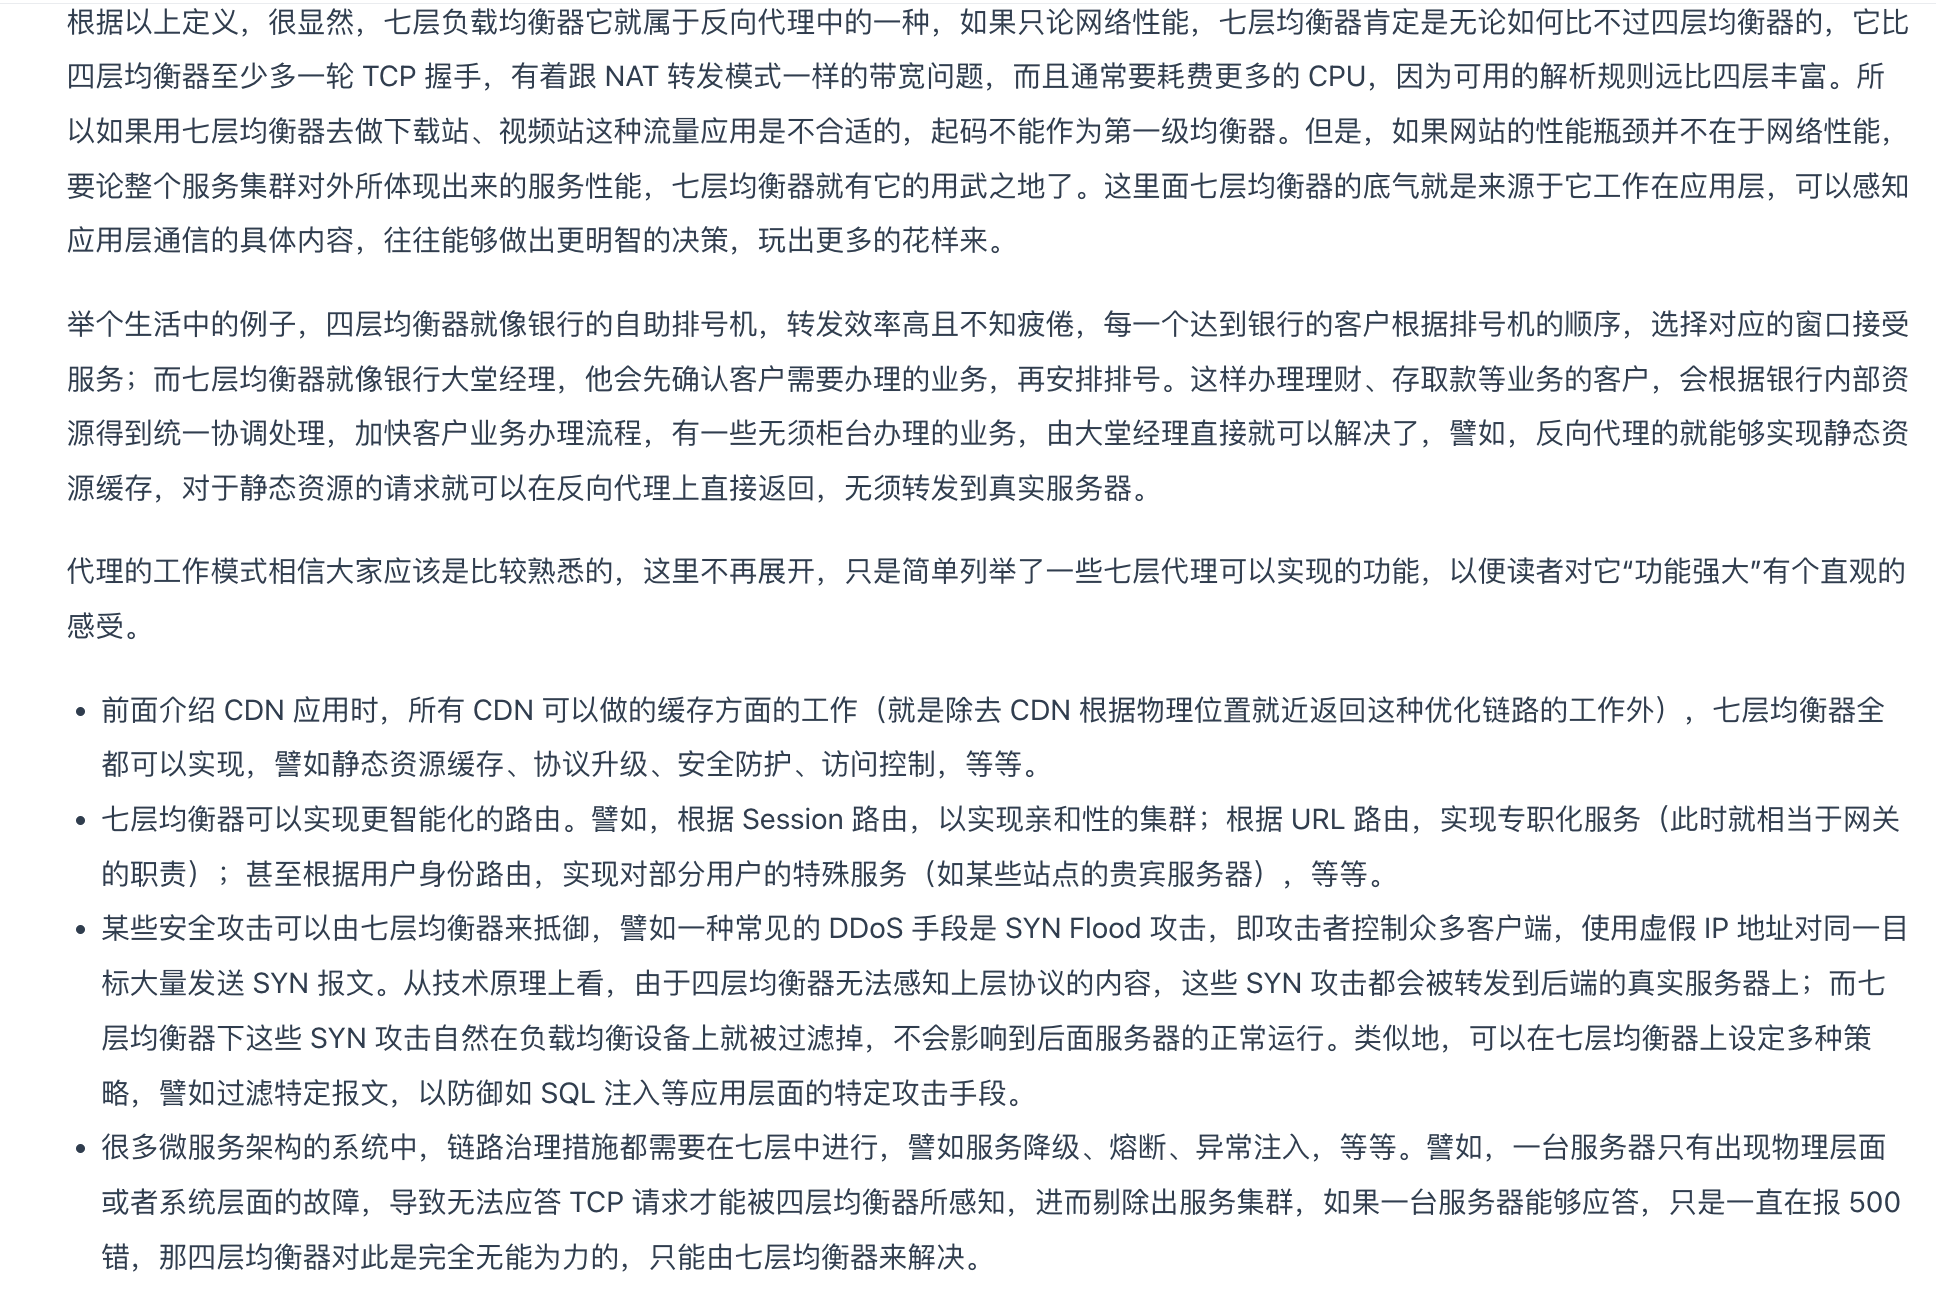 根据以上定义，很显然，七层负载均衡器它就属于反向代理中的一种，如果只论网络性能，七层均衡器肯定是无论如何比不过四层均衡器的，它比
四层均衡器至少多一轮 TCP 握手，有着跟 NAT 转发模式一样的带宽问题，而且通常要耗费更多的 CPU，因为可用的解析规则远比四层丰富。所
以如果用七层均衡器去做下载站、视频站这种流量应用是不合适的，起码不能作为第一级均衡器。但是，如果网站的性能瓶颈并不在于网络性能，
要论整个服务集群对外所体现出来的服务性能，七层均衡器就有它的用武之地了。这里面七层均衡器的底气就是来源于它工作在应用层，可以感知
应用层通信的具体内容，往往能够做出更明智的决策，玩出更多的花样来。
举个生活中的例子，四层均衡器就像银行的自助排号机，转发效率高且不知疲倦，每一个达到银行的客户根据排号机的顺序，选择对应的窗口接受
服务；而七层均衡器就像银行大堂经理，他会先确认客户需要办理的业务，再安排排号。这样办理理财、存取款等业务的客户，会根据银行内部资
源得到统一协调处理，加快客户业务办理流程，有一些无须柜台办理的业务，由大堂经理直接就可以解决了，譬如，反向代理的就能够实现静态资
源缓存，对于静态资源的请求就可以在反向代理上直接返回，无须转发到真实服务器。
代理的工作模式相信大家应该是比较熟悉的，这里不再展开，只是简单列举了一些七层代理可以实现的功能，以便读者对它“功能强大”有个直观的
感受。
• 前面介绍 CDN 应用时，所有 CDN 可以做的缓存方面的工作（就是除去 CDN 根据物理位置就近返回这种优化链路的工作外），七层均衡器全
都可以实现，譬如静态资源缓存、协议升级、安全防护、访问控制，等等。
• 七层均衡器可以实现更智能化的路由。譬如，根据 Session 路由，以实现亲和性的集群；根据 URL 路由，实现专职化服务（此时就相当于网关
的职责）；甚至根据用户身份路由，实现对部分用户的特殊服务（如某些站点的贵宾服务器），等等。
• 某些安全攻击可以由七层均衡器来抵御，譬如一种常见的 DDoS 手段是 SYN Flood 攻击，即攻击者控制众多客户端，使用虚假 IP 地址对同一目
标大量发送 SYN 报文。从技术原理上看，由于四层均衡器无法感知上层协议的内容，这些 SYN 攻击都会被转发到后端的真实服务器上；而七
层均衡器下这些 SYN 攻击自然在负载均衡设备上就被过滤掉，不会影响到后面服务器的正常运行。类似地，可以在七层均衡器上设定多种策
略，譬如过滤特定报文，以防御如 SQL 注入等应用层面的特定攻击手段。
• 很多微服务架构的系统中，链路治理措施都需要在七层中进行，譬如服务降级、熔断、异常注入，等等。譬如，一台服务器只有出现物理层面
或者系统层面的故障，导致无法应答 TCP 请求才能被四层均衡器所感知，进而剔除出服务集群，如果一台服务器能够应答，只是一直在报 500
错，那四层均衡器对此是完全无能为力的，只能由七层均衡器来解决。